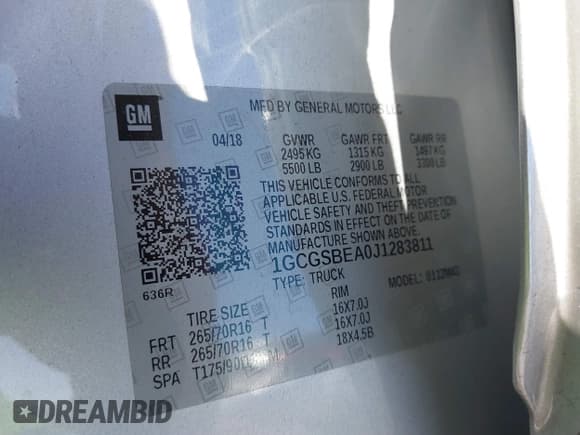 GM
MFD BY GENERAL MOTORS LLC
04/18 GVWR GAWR FRT GAWR RR
2495 KG 1315 KG 1497 KG
5500 LB 2900 LB 3300 LB
THIS VEHICLE CONFORMS TO ALL
APPLICABLE U.S. FEDERAL MOTOR
VEHICLE SAFETY AND THEFT PREVENTION
STANDARDS IN EFFECT ON THE DATE OF
MANUFACTURE SHOWN ABOVE.
1GCGSBEA0J1283811
TYPE: TRUCK MODEL:
636R
TIRE SIZE RIM
FRT 265/70R16 T 16X7.0J
RR 265/70R16 T 16X7.0J
SPA 18X4.5B
DREAMBID